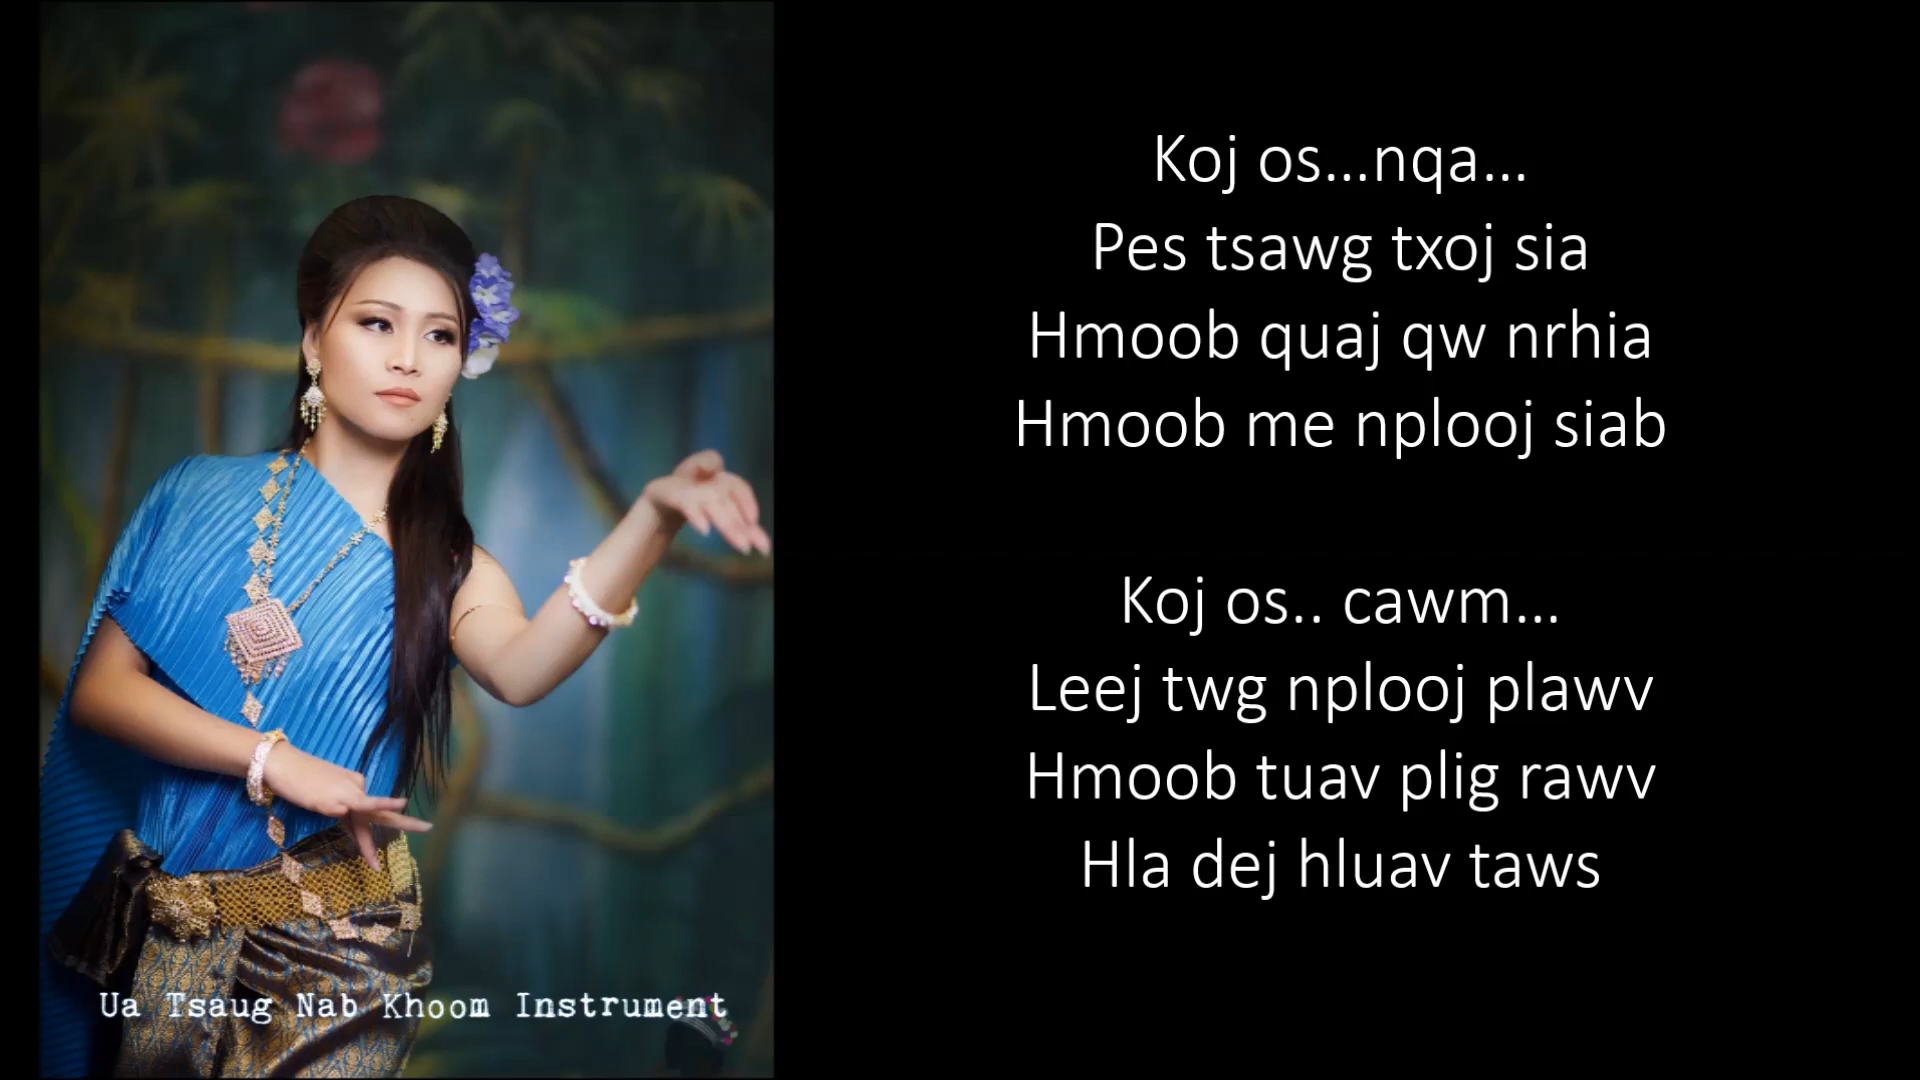 Koj os...nqa...
Pes tsawg txoj sia
Hmoob quaj qw nrhia
Hmoob me nplooj siab
Koj os.. cawm...
Leej twg nplooj plawv
Hmoob tuav plig rawv
Hla dej hluav taws
Ua Tsaug Nab Khoom Instrument